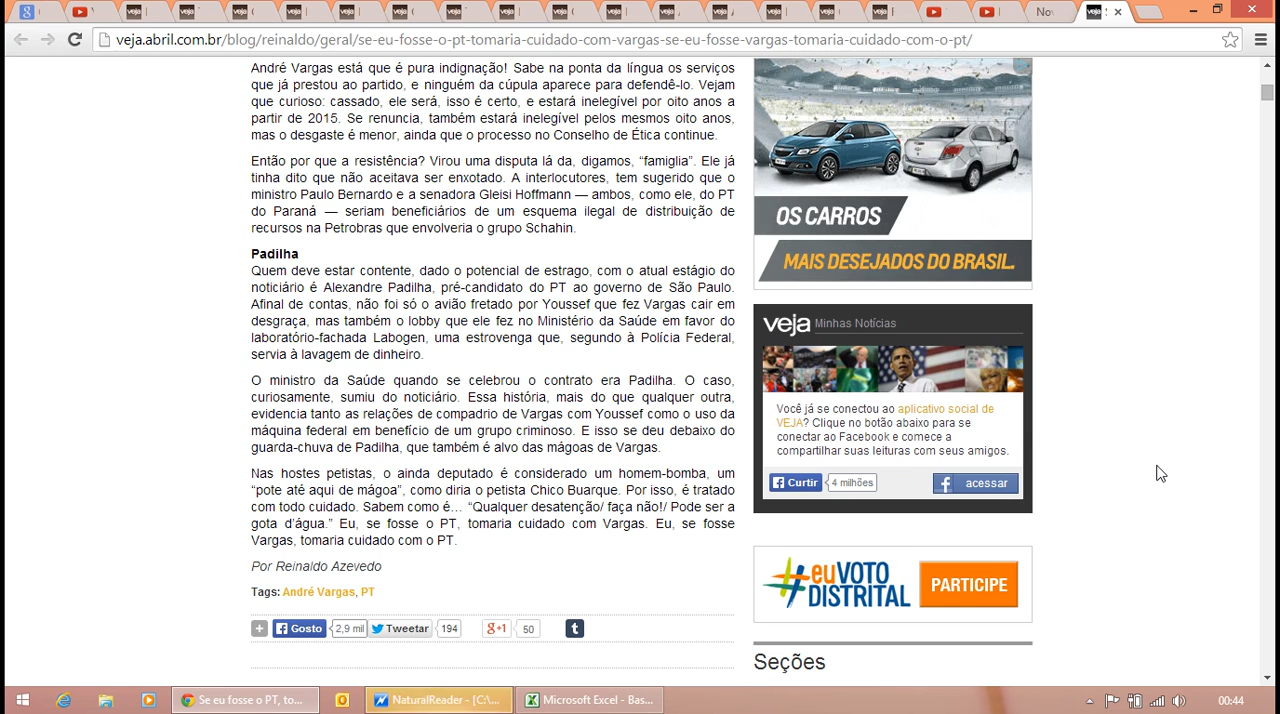 Nov
veja.abril.com.br/blog/reinaldo/geral/se-eu-fosse-o-pt-tomaria-cuidado-com-vargas-se-eu-fosse-vargas-tomaria-cuidado-com-o-pt/
André Vargas está que é pura indignação! Sabe na ponta da língua os serviços
que já prestou ao partido, e ninguém da cúpula aparece para defendê-lo. Vejam
que curioso: cassado, ele será, isso é certo, e estará inelegível por oito anos a
partir de 2015. Se renuncia, também estará inelegível pelos mesmos oito anos,
mas o desgaste é menor, ainda que o processo no Conselho de Ética continue.
Então por que a resistência? Virou uma disputa lá da, digamos, “famiglia”. Ele já
tinha dito que não aceitava ser enxotado. A interlocutores, tem sugerido que o
ministro Paulo Bernardo e a senadora Gleisi Hoffmann — ambos, como ele, do PT
do Paraná — seriam beneficiários de um esquema ilegal de distribuição de
recursos na Petrobras que envolveria o grupo Schahin.
Padilha
Quem deve estar contente, dado o potencial de estrago, com o atual estágio do
noticiário é Alexandre Padilha, pré-candidato do PT ao governo de São Paulo.
Afinal de contas, não foi só o avião fretado por Youssef que fez Vargas cair em
desgraça, mas também o lobby que ele fez no Ministério da Saúde em favor do
laboratório-fachada Labogen, uma estrovenga que, segundo à Polícia Federal,
servia à lavagem de dinheiro.
O ministro da Saúde quando se celebrou o contrato era Padilha. O caso,
curiosamente, sumiu do noticiário. Essa história, mais do que qualquer outra,
evidencia tanto as relações de compadrio de Vargas com Youssef como o uso da
máquina federal em benefício de um grupo criminoso. E isso se deu debaixo do
guarda-chuva de Padilha, que também é alvo das mágoas de Vargas.
Nas hostes petistas, o ainda deputado é considerado um homem-bomba, um
“pote até aqui de mágoa”, como diria o petista Chico Buarque. Por isso, é tratado
com todo cuidado. Sabem como é… “Qualquer desatenção/ faça não!/ Pode ser a
gota d’água.” Eu, se fosse o PT, tomaria cuidado com Vargas. Eu, se fosse
Vargas, tomaria cuidado com o PT.
Por Reinaldo Azevedo
Tags: André Vargas, PT
Gosto 2,9 mil Tweetar 194 g+1 50 t
OS CARROS
MAIS DESEJADOS DO BRASIL.
veja Minhas Notícias
Você já se conectou ao aplicativo social de
VEJA? Clique no botão abaixo para se
conectar ao Facebook e comece a
compartilhar suas leituras com seus amigos.
Curtir 4 milhões acessar
#euVOTO
DISTRITAL
PARTICIPE
Seções
Se eu fosse o PT, to... NaturalReader - [C:\... Microsoft Excel - Bas... 00:44